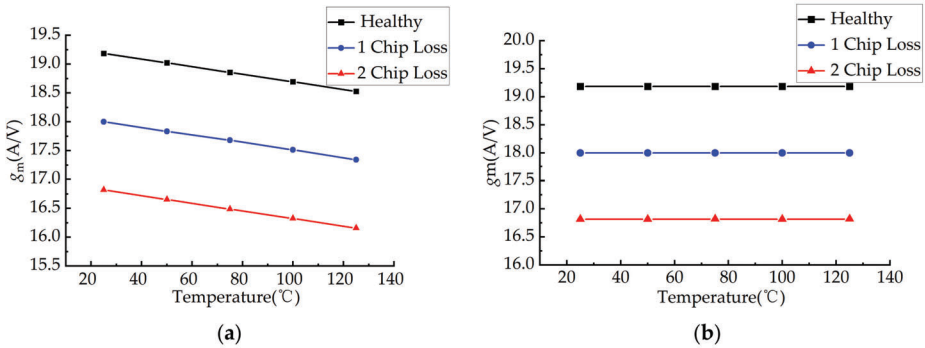 Healthy
1 Chip Loss
2 Chip Loss
19.5
19.0
18.5
18.0
17.5
17.0
16.5
16.0
15.5
gm(A/V)
20 40 60 80 100 120 140
Temperature(℃)
(a)
Healthy
1 Chip Loss
2 Chip Loss
20.0
19.5
19.0
18.5
18.0
17.5
17.0
16.5
16.0
gm(A/V)
20 40 60 80 100 120 140
Temperature(℃)
(b)